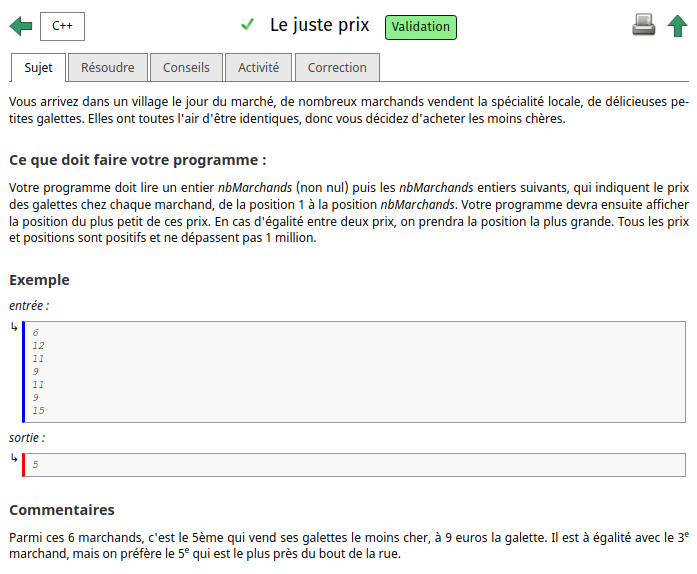 C++ Le juste prix Validation
Sujet Résoudre Conseils Activité Correction
Vous arrivez dans un village le jour du marché, de nombreux marchands vendent la spécialité locale, de délicieuses pe-
tites galettes. Elles ont toutes l'air d'être identiques, donc vous décidez d'acheter les moins chères.
Ce que doit faire votre programme :
Votre programme doit lire un entier nbMarchands (non nul) puis les nbMarchands entiers suivants, qui indiquent le prix
des galettes chez chaque marchand, de la position 1 à la position nbMarchands. Votre programme devra ensuite afficher
la position du plus petit de ces prix. En cas d'égalité entre deux prix, on prendra la position la plus grande. Tous les prix
et positions sont positifs et ne dépassent pas 1 million.
Exemple
entrée :
6
12
11
9
11
9
15
sortie :
5
Commentaires
Parmi ces 6 marchands, c'est le 5ème qui vend ses galettes le moins cher, à 9 euros la galette. Il est à égalité avec le 3e
marchand, mais on préfère le 5e qui est le plus près du bout de la rue.